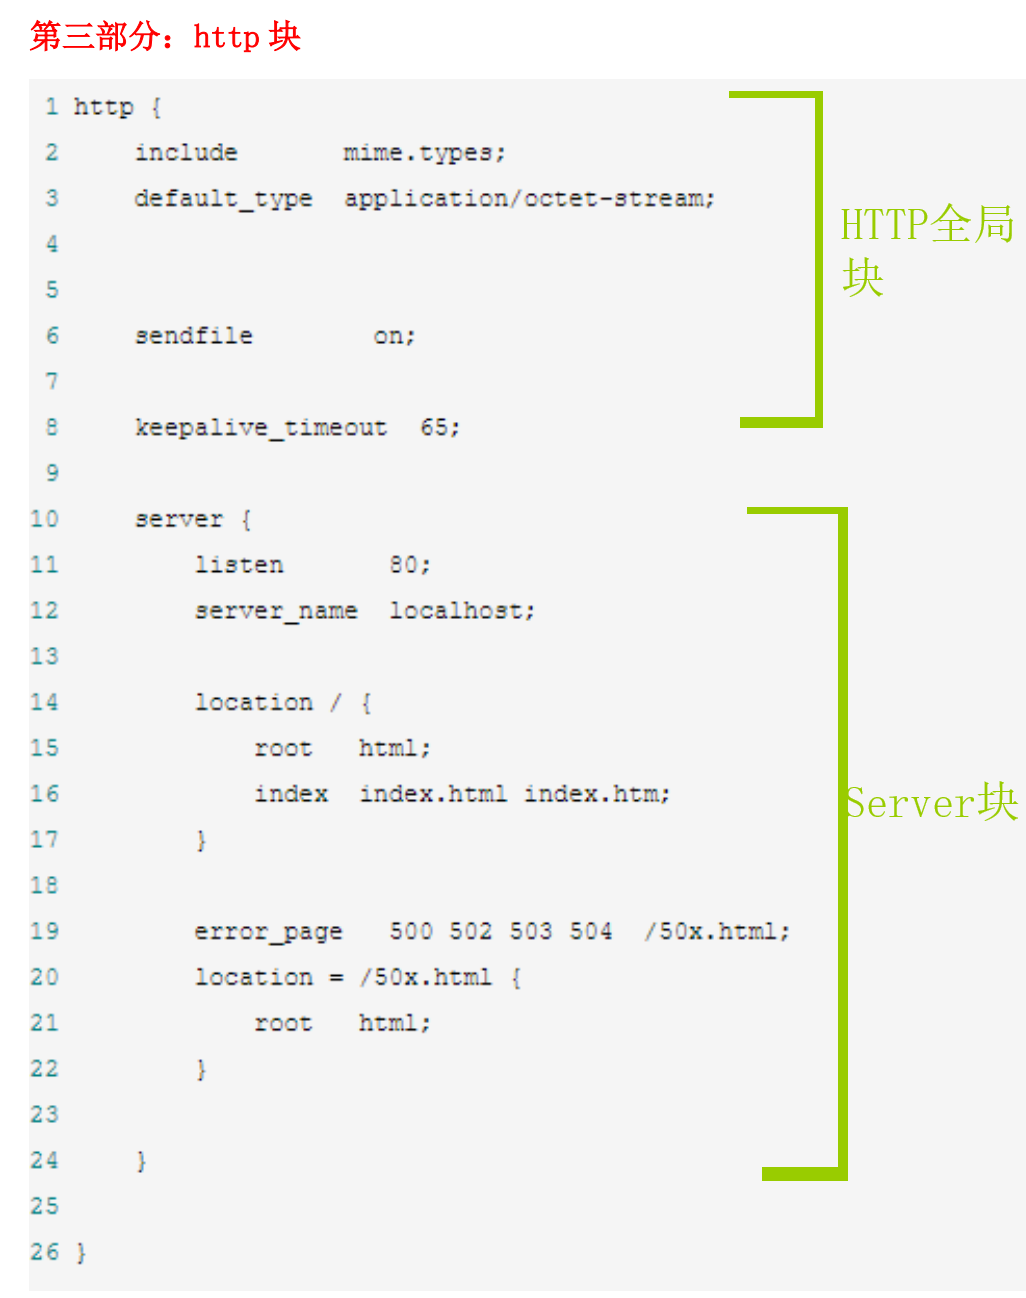 第三部分：http 块
1 http {
2     include       mime.types;
3     default_type  application/octet-stream;
4
5
6     sendfile        on;
7
8     keepalive_timeout  65;
9
10     server {
11         listen       80;
12         server_name  localhost;
13
14         location / {
15             root   html;
16             index  index.html index.htm;
17         }
18
19         error_page   500 502 503 504  /50x.html;
20         location = /50x.html {
21             root   html;
22         }
23
24     }
25
26 }
HTTP全局
块
Server块